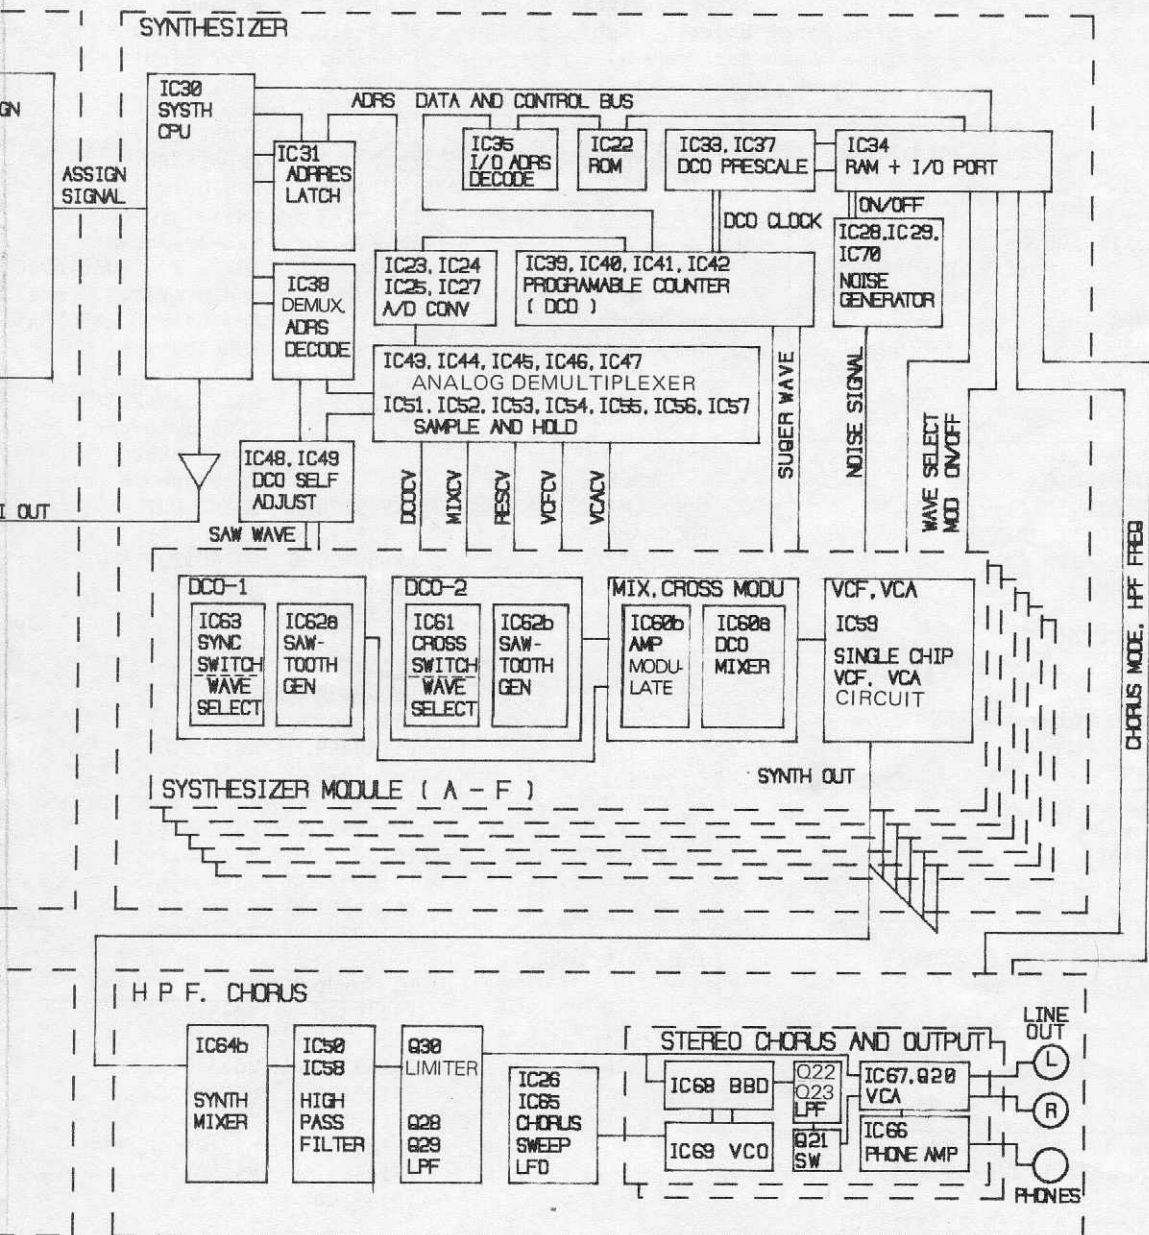 SYNTHESIZER
GN
ASSIGN
SIGNAL
IC30
SYSTH
CPU
ADRS DATA AND CONTROL BUS
IC31
ADRRES
LATCH
IC35
I/O ADRS
DECODE
IC22
ROM
IC33, IC37
DCO PRESCALE
IC34
RAM + I/O PORT
DCO CLOCK
ON/OFF
IC28,IC29,
IC70
NOISE
GENERATOR
IC38
DEMUX.
ADRS
DECODE
IC23, IC24
IC25, IC27
A/D CONV
IC39, IC40, IC41, IC42
PROGRAMABLE COUNTER
( DCO )
IC43, IC44, IC45, IC46, IC47
ANALOG DEMULTIPLEXER
IC51, IC52, IC53, IC54, IC55, IC56, IC57
SAMPLE AND HOLD
SUQER WAVE
NOISE SIGNAL
WAVE SELECT
MOD ON/OFF
IC48, IC49
DCO SELF
ADJUST
I OUT
SAW WAVE
DCOCV
MIXCV
RESCV
VCFCV
VCACV
CHORUS MODE, HPF FREQ
DCO-1
IC63
SYNC
SWITCH
WAVE
SELECT
IC62a
SAW-
TOOTH
GEN
DCO-2
IC61
CROSS
SWITCH
WAVE
SELECT
IC62b
SAW-
TOOTH
GEN
MIX, CROSS MODU
IC60b
AMP
MODU-
LATE
IC60a
DCO
MIXER
VCF, VCA
IC59
SINGLE CHIP
VCF, VCA
CIRCUIT
SYNTH OUT
SYSTHESIZER MODULE ( A - F )
H P F. CHORUS
IC64b
SYNTH
MIXER
IC50
IC58
HIGH
PASS
FILTER
Q30
LIMITER
Q28
Q29
LPF
IC26
IC65
CHORUS
SWEEP
LFO
STEREO CHORUS AND OUTPUT
IC68 BBD
IC69 VCO
Q22
Q23
LPF
Q21
SW
IC67,Q20
VCA
IC66
PHONE AMP
LINE
OUT
L
R
PHONES